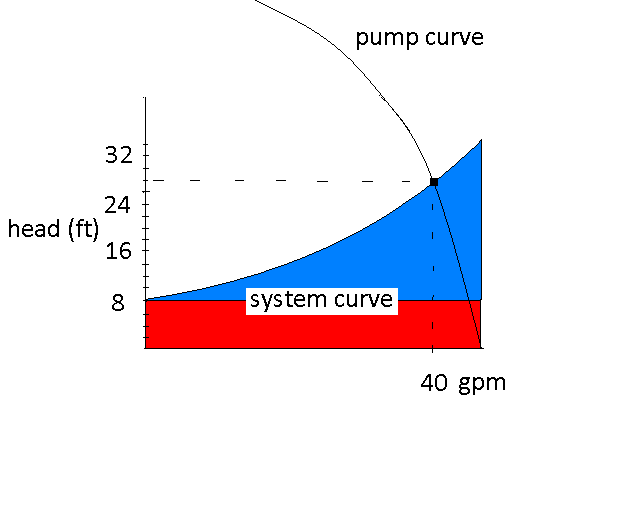 pump curve
32
24
head (ft)
16
system curve
8
40 gpm